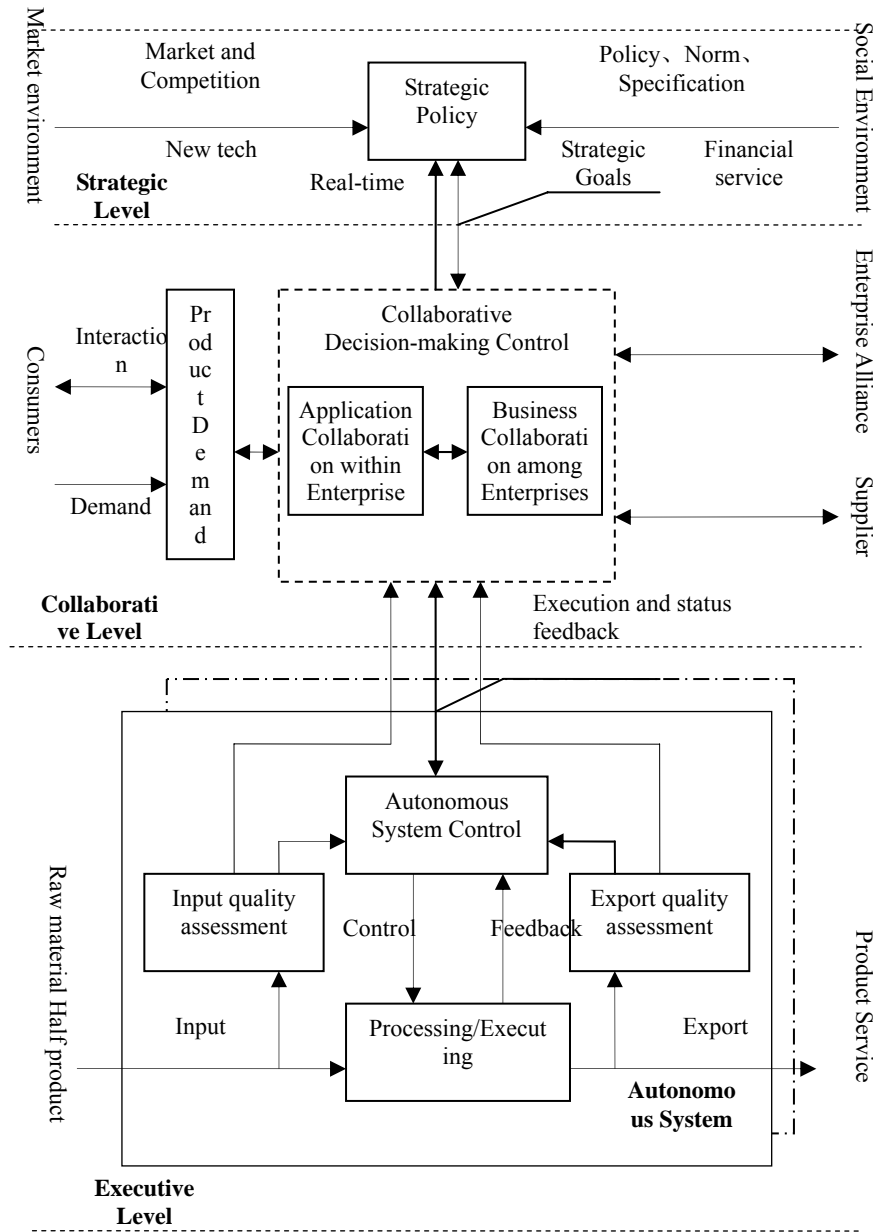 Market environment
Market and
Competition
Strategic
Policy
Policy、Norm、
Specification
Social Environment
New tech
Real-time
Strategic
Goals
Financial
service
Strategic
Level
Consumers
Interactio
n
Demand
Pr
odu
ct
D
e
m
and
Collaborative
Decision-making Control
Application
Collaborati
on within
Enterprise
Business
Collaborati
on among
Enterprises
Enterprise Alliance
Supplier
Collaborati
ve Level
Execution and status
feedback
Autonomous
System Control
Input quality
assessment
Control
Feedback
Export quality
assessment
Raw material Half product
Input
Processing/Execut
ing
Export
Product Service
Autonomo
us System
Executive
Level